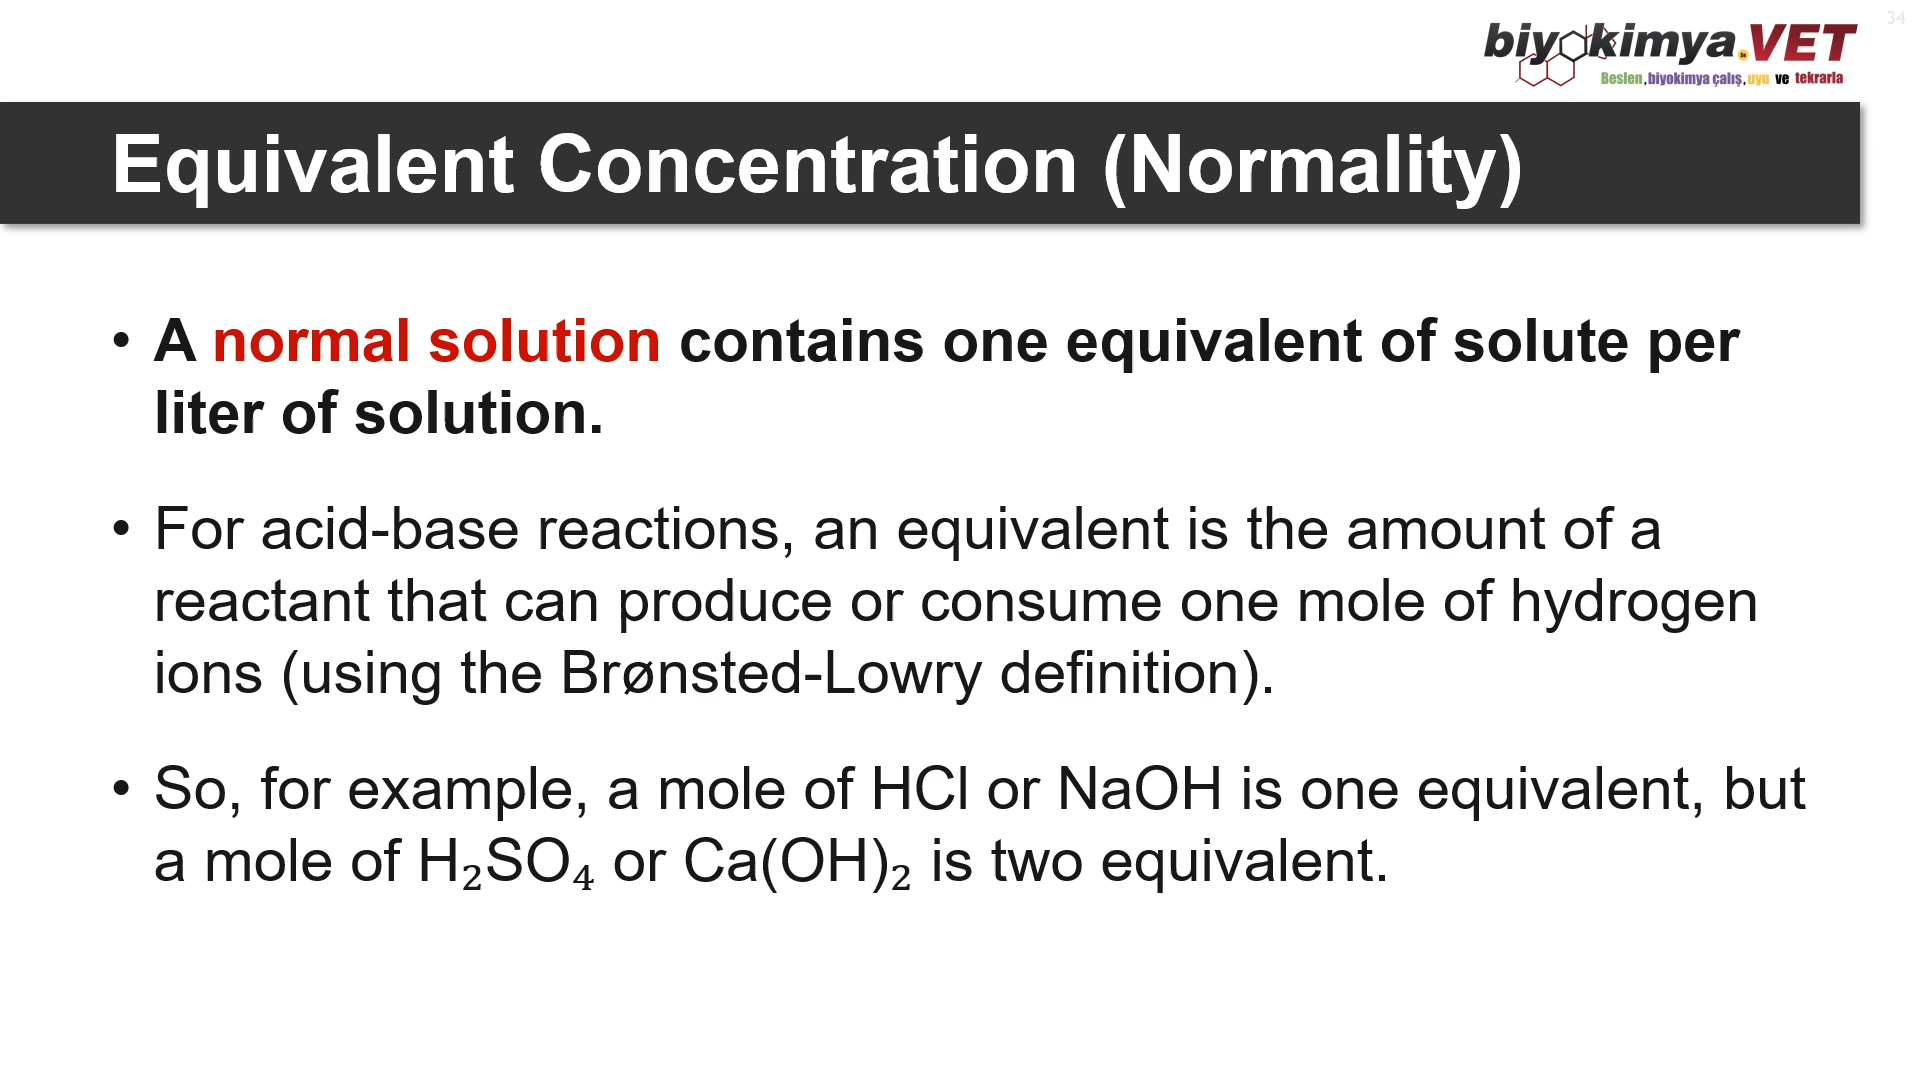 34
biyokimya.VET
Beslen, biyokimya çalış, uyu ve tekrarla
Equivalent Concentration (Normality)
• A normal solution contains one equivalent of solute per
liter of solution.
• For acid-base reactions, an equivalent is the amount of a
reactant that can produce or consume one mole of hydrogen
ions (using the Brønsted-Lowry definition).
• So, for example, a mole of HCl or NaOH is one equivalent, but
a mole of H₂SO₄ or Ca(OH)₂ is two equivalent.